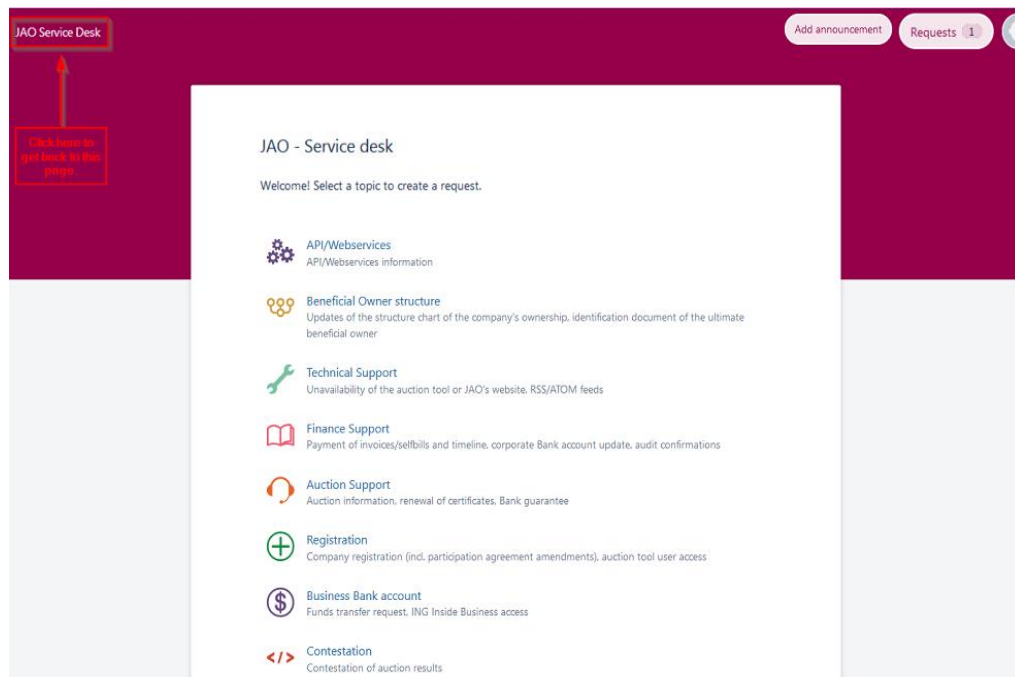 JAO Service Desk
Add announcement
Requests 1
Click here to
get back to this
page.
JAO - Service desk
Welcome! Select a topic to create a request.
API/Webservices
API/Webservices information
Beneficial Owner structure
Updates of the structure chart of the company's ownership, identification document of the ultimate
beneficial owner
Technical Support
Unavailability of the auction tool or JAO's website, RSS/ATOM feeds
Finance Support
Payment of invoices/selfbills and timeline, corporate Bank account update, audit confirmations
Auction Support
Auction information, renewal of certificates, Bank guarantee
Registration
Company registration (incl. participation agreement amendments), auction tool user access
Business Bank account
Funds transfer request, ING Inside Business access
Contestation
Contestation of auction results